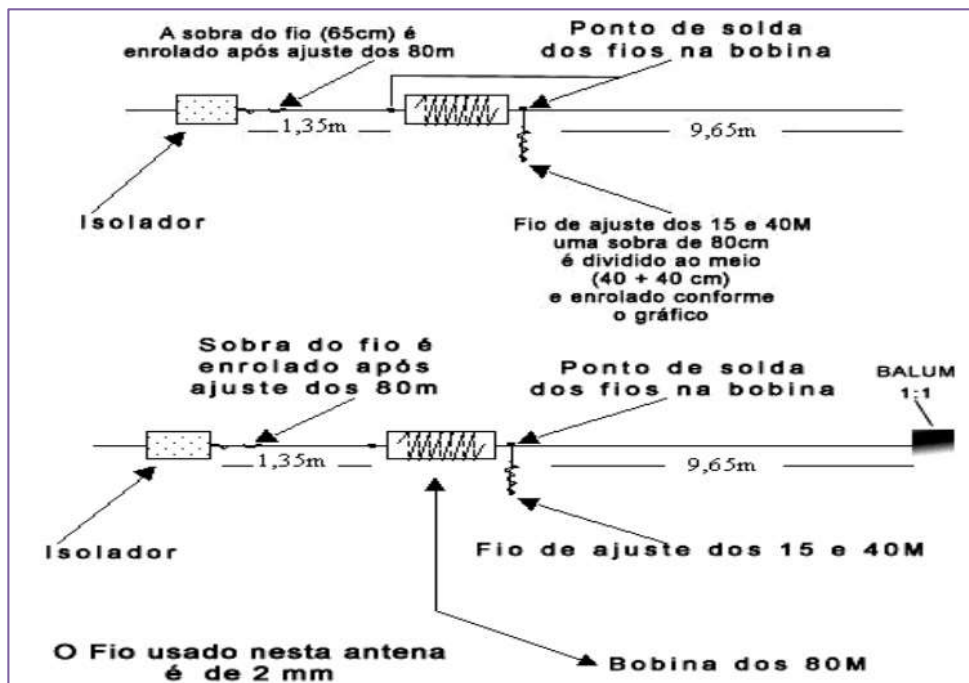 A sobra do fio (65cm) é
enrolado após ajuste dos 80m
Ponto de solda
dos fios na bobina
1,35m
9,65m
Isolador
Fio de ajuste dos 15 e 40M
uma sobra de 80cm
é dividido ao meio
(40 + 40 cm)
e enrolado conforme
o gráfico
Sobra do fio é
enrolado após
ajuste dos 80m
Ponto de solda
dos fios na bobina
BALUM
1:1
1,35m
9,65m
Isolador
Fio de ajuste dos 15 e 40M
O Fio usado nesta antena
é de 2 mm
Bobina dos 80M